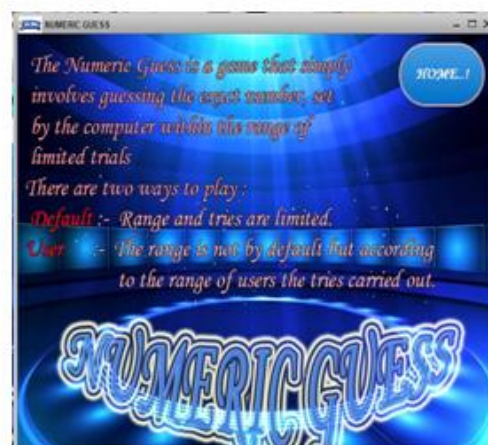 NUMERIC GUESS
The Numeric Guess is a game that simply
HOME..!
involves guessing the exact number, set
by the computer within the range of
limited trials
There are two ways to play :
Default :- Range and tries are limited.
User :- The range is not by default but according
to the range of users the tries carried out.
NUMERIC GUESS